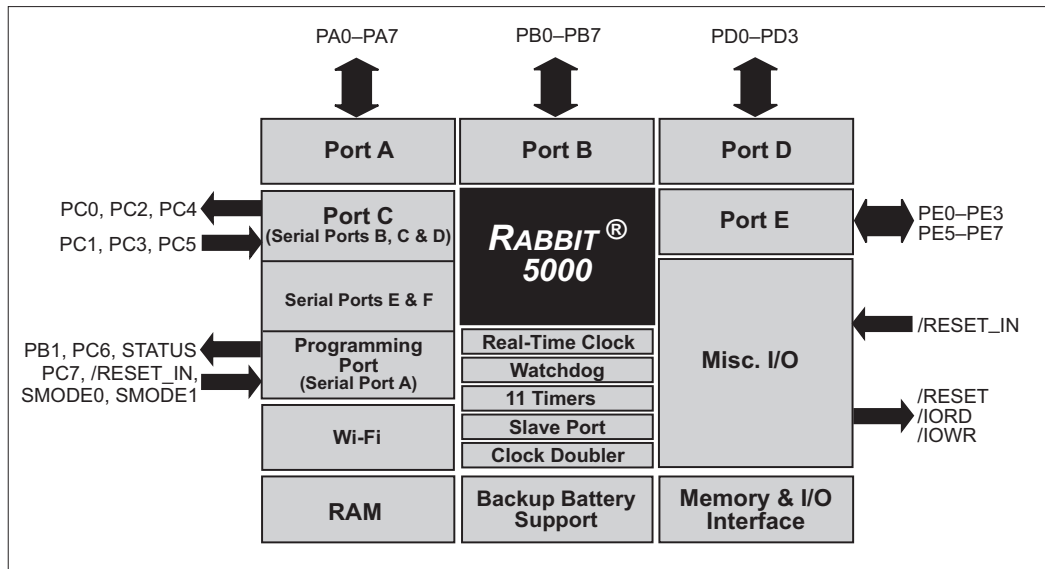 PA0–PA7
PB0–PB7
PD0–PD3
Port A
Port B
Port D
PC0, PC2, PC4
PC1, PC3, PC5
Port C
(Serial Ports B, C & D)
RABBIT ®
5000
Port E
PE0–PE3
PE5–PE7
Serial Ports E & F
PB1, PC6, STATUS
PC7, /RESET_IN,
SMODE0, SMODE1
Programming
Port
(Serial Port A)
Real-Time Clock
Watchdog
11 Timers
Slave Port
Clock Doubler
Misc. I/O
/RESET_IN
/RESET
/IORD
/IOWR
Wi-Fi
RAM
Backup Battery
Support
Memory & I/O
Interface